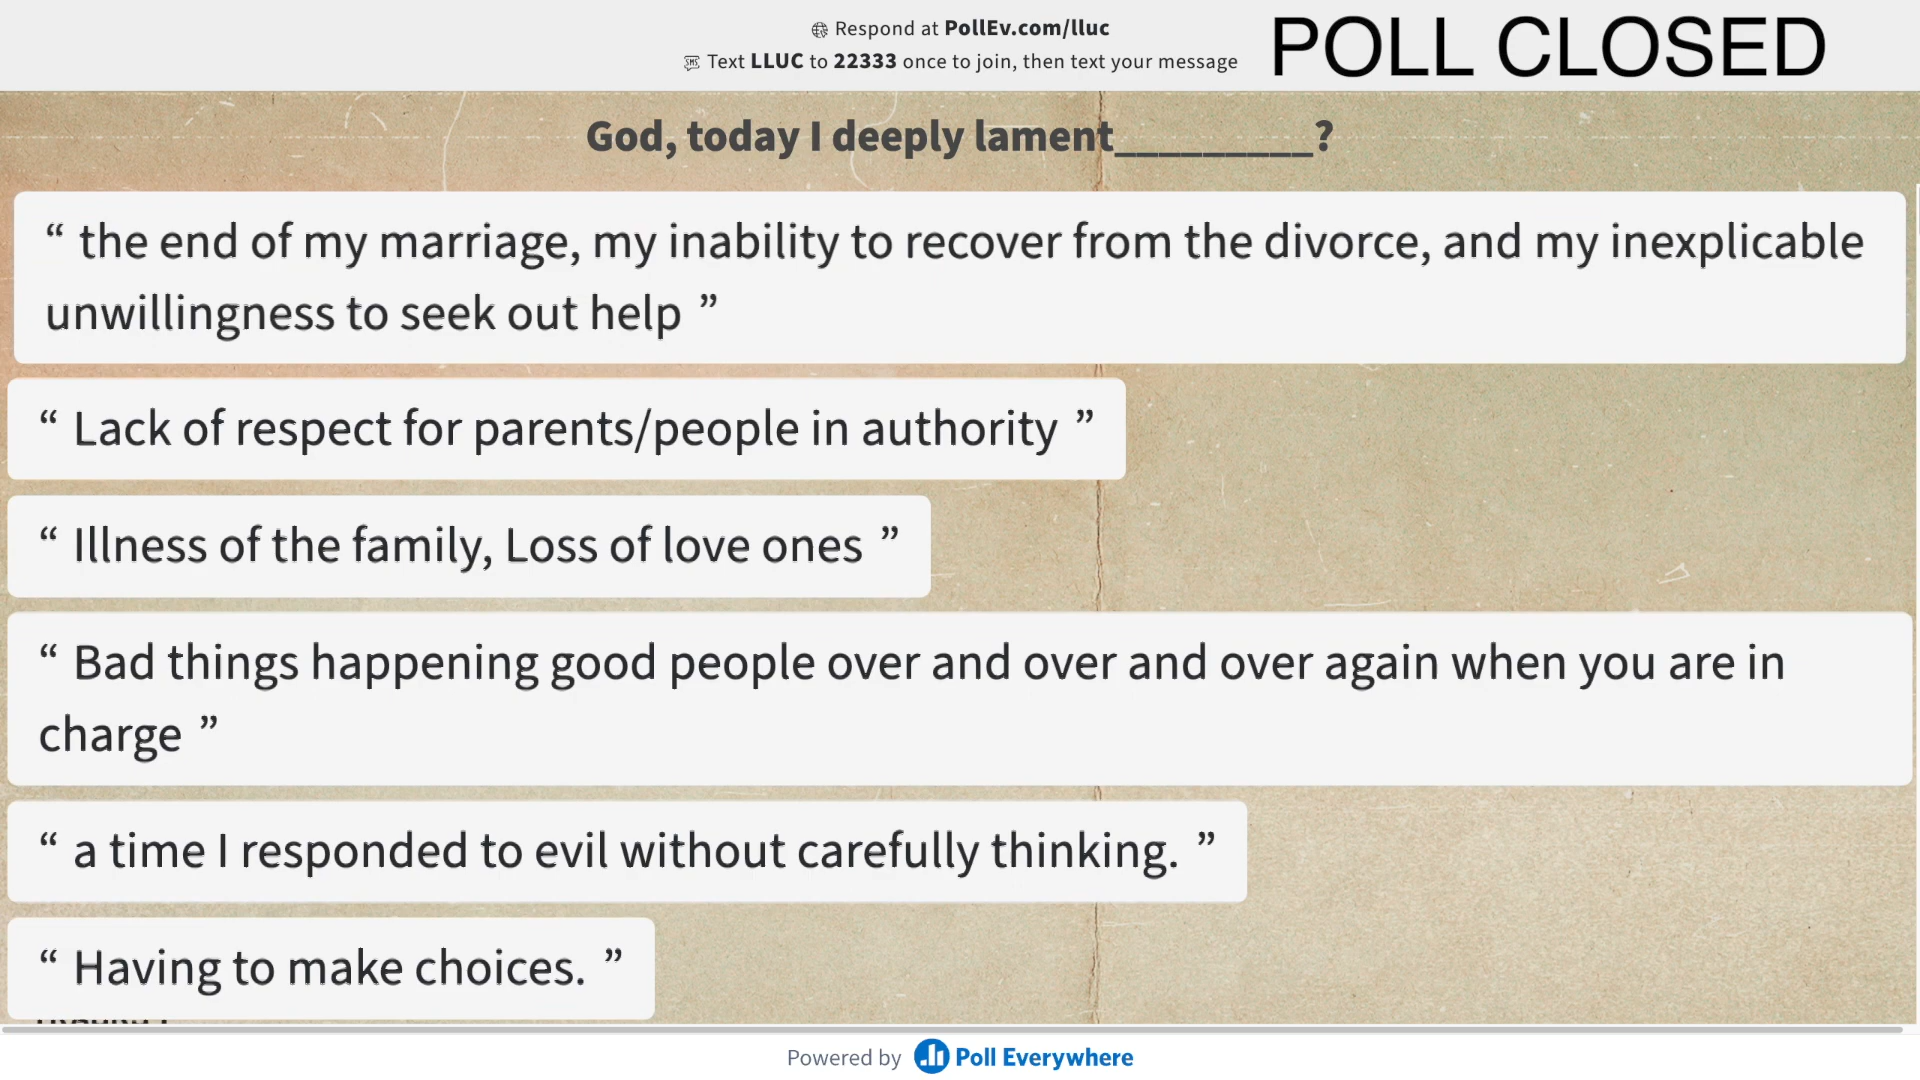 Respond at PollEv.com/lluc
Text LLUC to 22333 once to join, then text your message
POLL CLOSED
God, today I deeply lament_________?
“ the end of my marriage, my inability to recover from the divorce, and my inexplicable
unwillingness to seek out help ”
“ Lack of respect for parents/people in authority ”
“ Illness of the family, Loss of love ones ”
“ Bad things happening good people over and over and over again when you are in
charge ”
“ a time I responded to evil without carefully thinking. ”
“ Having to make choices. ”
Powered by Poll Everywhere